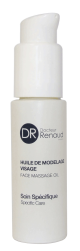 DR Docteur
Renaud
HUILE DE MODELAGE
VISAGE
FACE MASSAGE OIL
Soin Spécifique
Specific Care